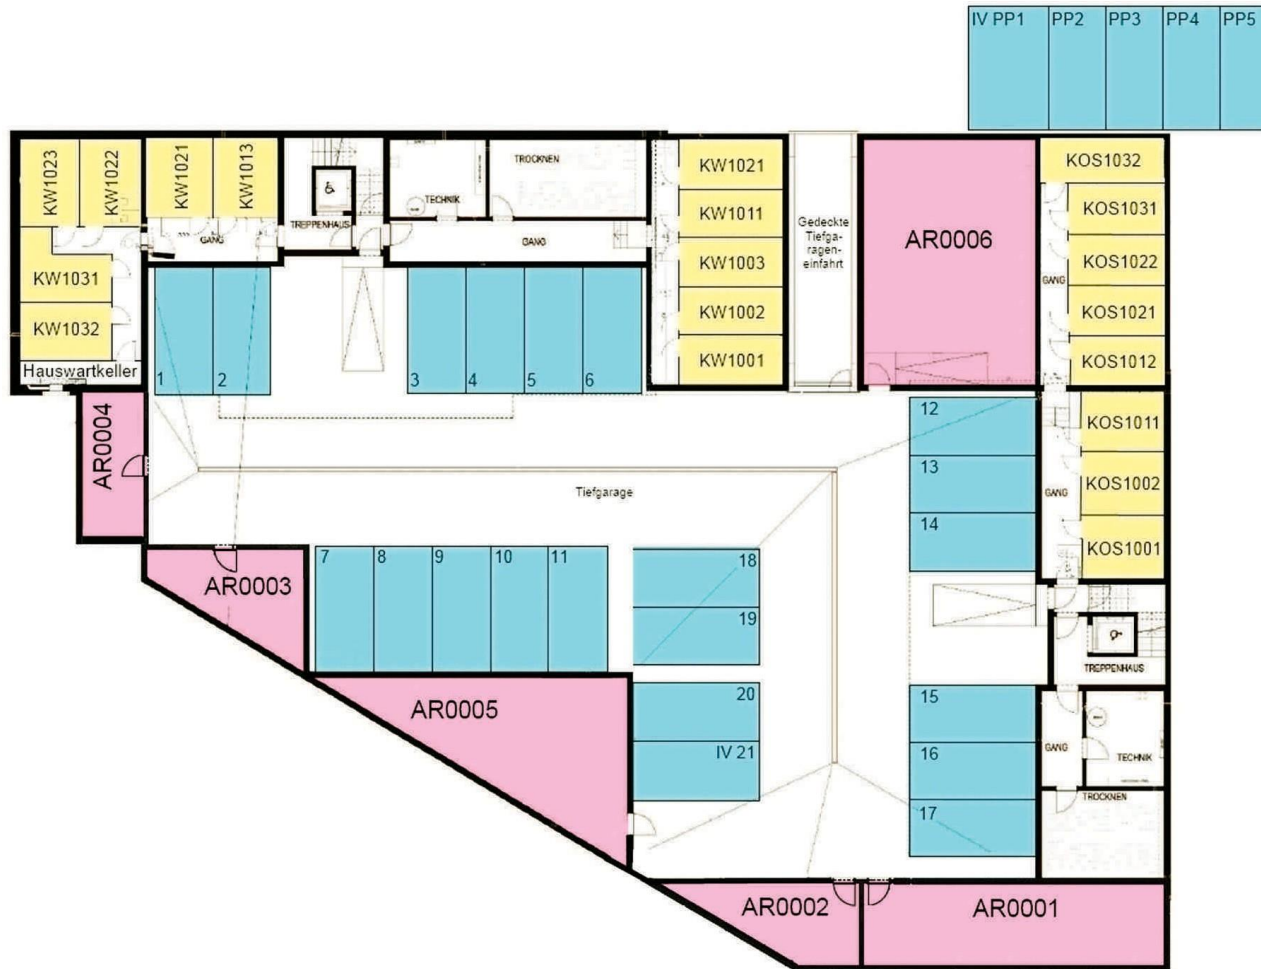 IV PP1 PP2 PP3 PP4 PP5
KW1023
KW1022
KW1021
KW1013
TREPPENHAUS
TECHNIK
TROCKNEN
GANG
GANG
KW1031
KW1032
Hauswartkeller
KW1021
KW1011
KW1003
KW1002
KW1001
Gedeckte
Tiefga-
ragen-
einfahrt
AR0006
KOS1032
KOS1031
KOS1022
KOS1021
KOS1012
GANG
1 2 3 4 5 6
AR0004
12
13
14
KOS1011
KOS1002
KOS1001
GANG
Tiefgarage
AR0003
7 8 9 10 11
18
19
20
IV 21
TREPPENHAUS
15
16
17
GANG
TECHNIK
TROCKNEN
AR0005
AR0002
AR0001